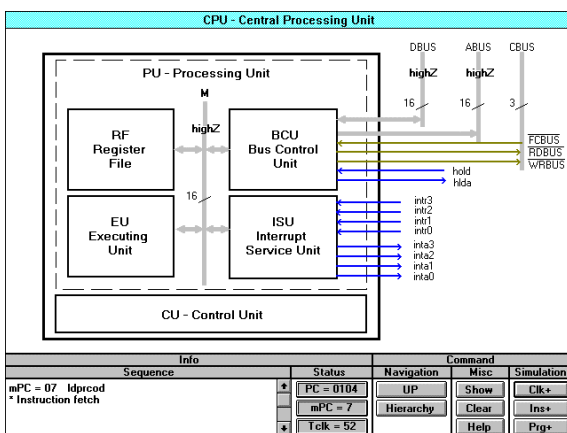 CPU - Central Processing Unit
DBUS ABUS CBUS
highZ highZ
16 16 3
PU - Processing Unit
M
highZ
16
RF
Register
File
BCU
Bus Control
Unit
EU
Executing
Unit
ISU
Interrupt
Service Unit
CU - Control Unit
FCBUS
RDBUS
WRBUS
hold
hlda
intr3
intr2
intr1
intr0
inta3
inta2
inta1
inta0
Info Command
Sequence Status Navigation Misc Simulation
mPC = 07 ldprcod
* Instruction fetch
PC = 0104 UP Show Clk+
mPC = 7 Hierarchy Clear Ins+
Tclk = 52 Help Prg+